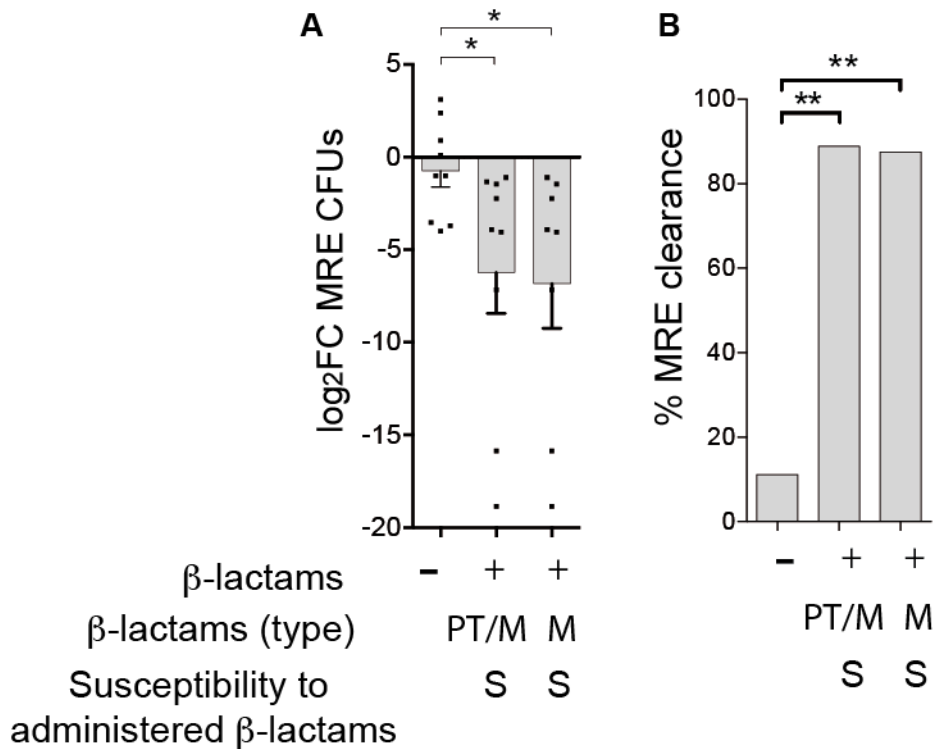 A
B
*
*
**
**
log2FC MRE CFUs
5
0
-5
-10
-15
-20
% MRE clearance
100
80
60
40
20
0
β-lactams - + + - + +
β-lactams (type) PT/M M PT/M M
Susceptibility to S S S S
administered β-lactams